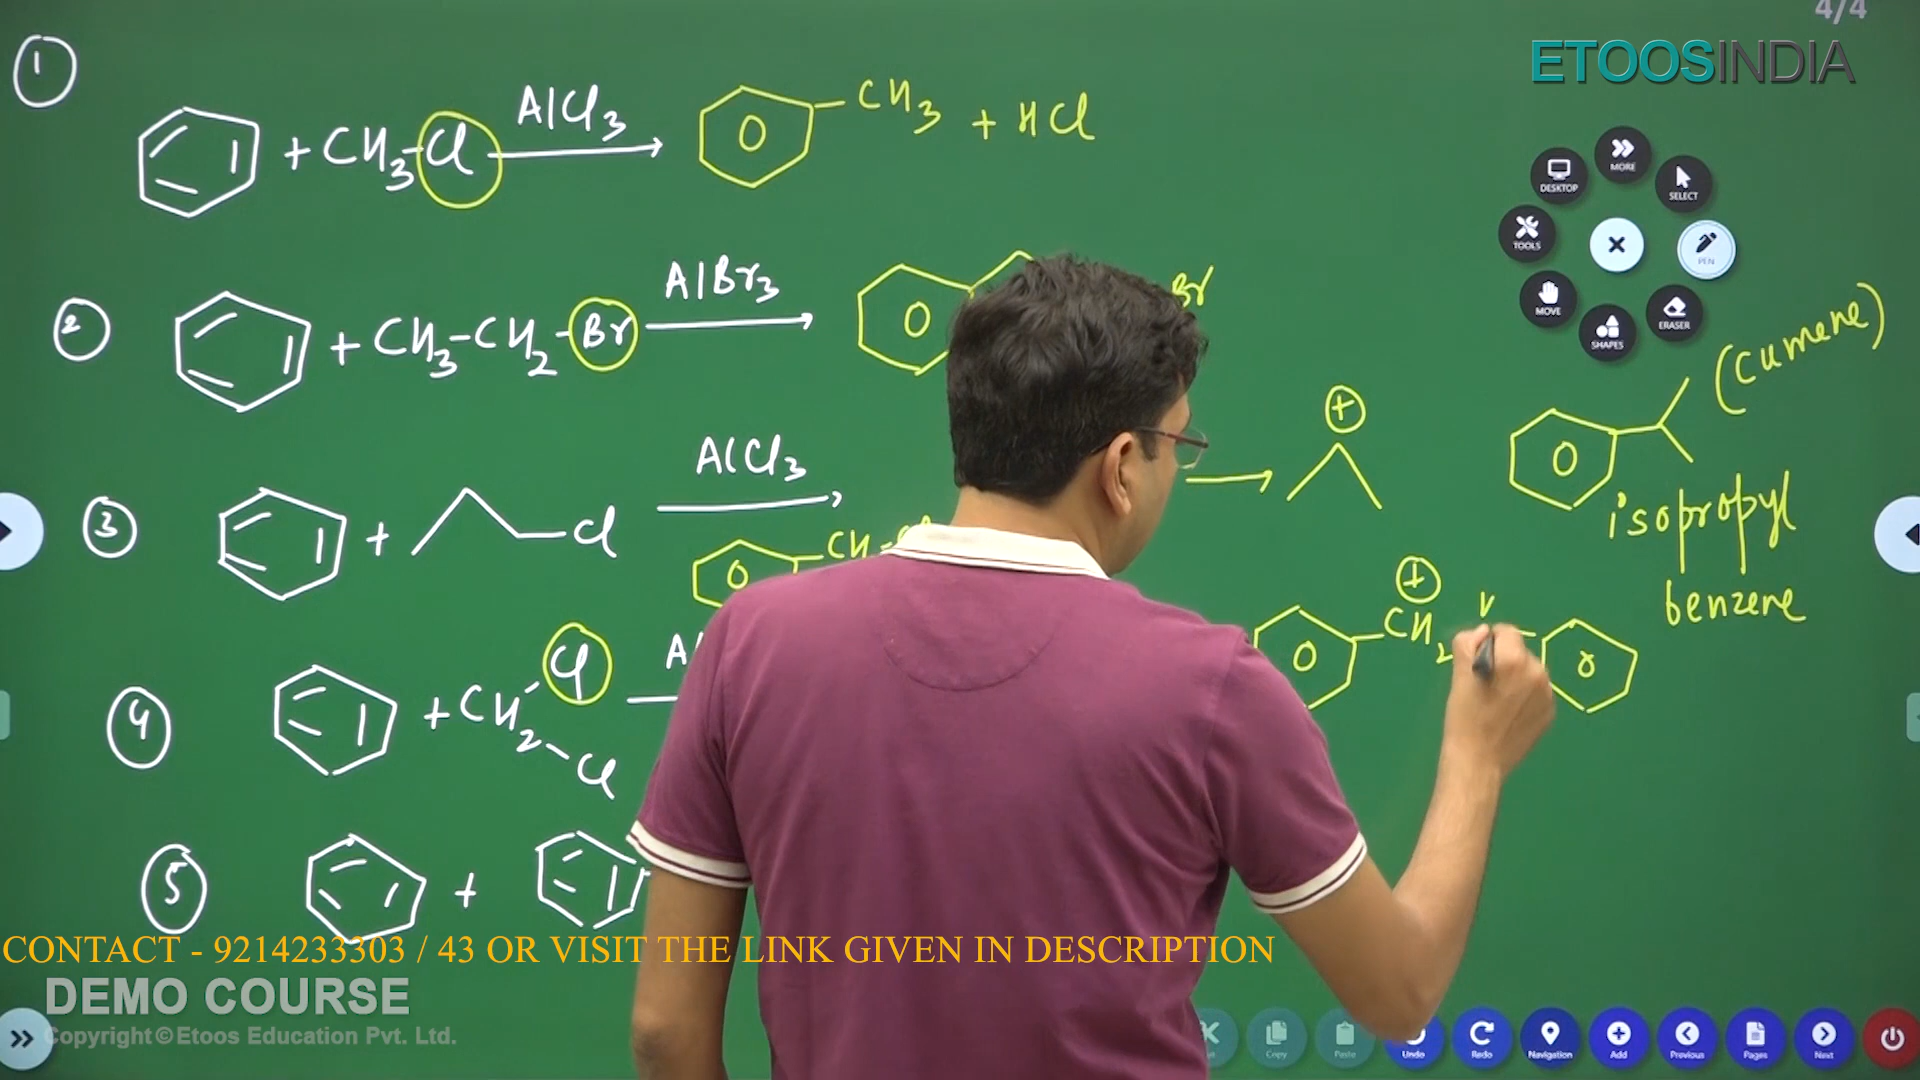 4/4
ETOOSINDIA
1
+ CH3-Cl AlCl3 CH3 + HCl
MORE
DESKTOP
SELECT
TOOLS
PEN
MOVE
ERASER
SHAPES
2
+ CH3-CH2-Br AlBr3 Br
(Cumene)
+
3
+ Cl AlCl3
isopropyl
benzene
CH
+
CH2
4
+ CH2 Cl
Cl
5
+
CONTACT - 9214233303 / 43 OR VISIT THE LINK GIVEN IN DESCRIPTION
DEMO COURSE
Copyright © Etoos Education Pvt. Ltd.
Copy
Paste
Undo
Redo
Navigation
Add
Previous
Pages
Next